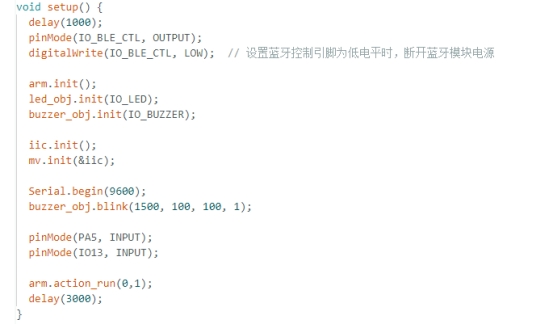 void setup() {
delay(1000);
pinMode(IO_BLE_CTL, OUTPUT);
digitalWrite(IO_BLE_CTL, LOW);  // 设置蓝牙控制引脚为低电平时，断开蓝牙模块电源
arm.init();
led_obj.init(IO_LED);
buzzer_obj.init(IO_BUZZER);
iic.init();
mv.init(&iic);
Serial.begin(9600);
buzzer_obj.blink(1500, 100, 100, 1);
pinMode(PA5, INPUT);
pinMode(IO13, INPUT);
arm.action_run(0,1);
delay(3000);
}